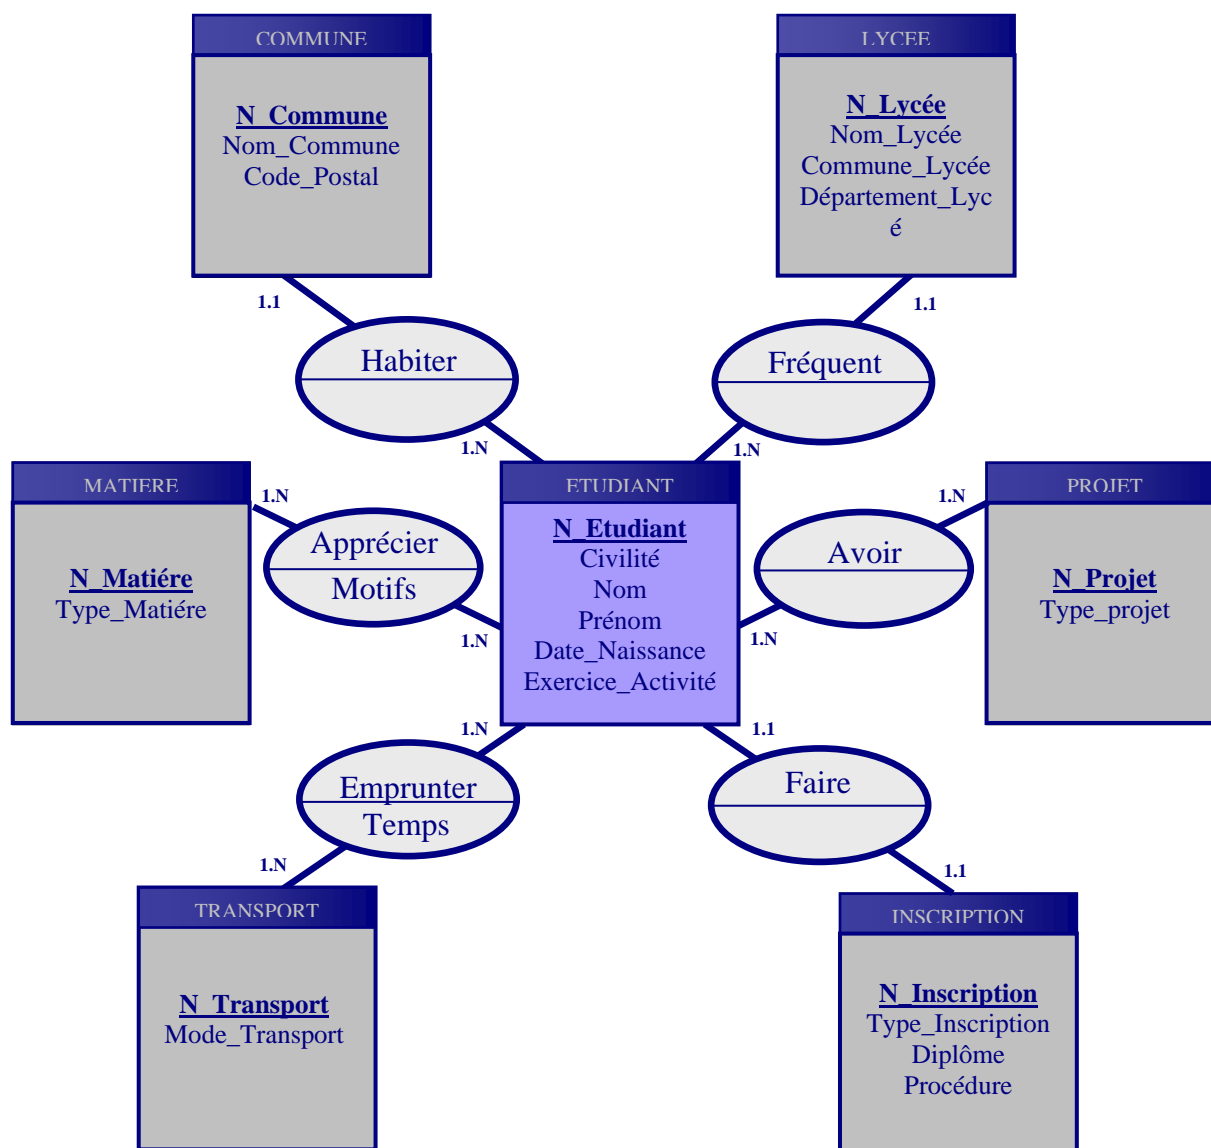 COMMUNE
N_Commune
Nom_Commune
Code_Postal
LYCEE
N_Lycée
Nom_Lycée
Commune_Lycée
Département_Lyc
é
1.1
1.1
Habiter
Fréquent
1.N
1.N
MATIERE
N_Matiére
Type_Matiére
1.N
Apprécier
Motifs
1.N
ETUDIANT
N_Etudiant
Civilité
Nom
Prénom
Date_Naissance
Exercice_Activité
1.N
Avoir
1.N
PROJET
N_Projet
Type_projet
1.N
1.1
Emprunter
Temps
Faire
1.N
1.1
TRANSPORT
N_Transport
Mode_Transport
INSCRIPTION
N_Inscription
Type_Inscription
Diplôme
Procédure